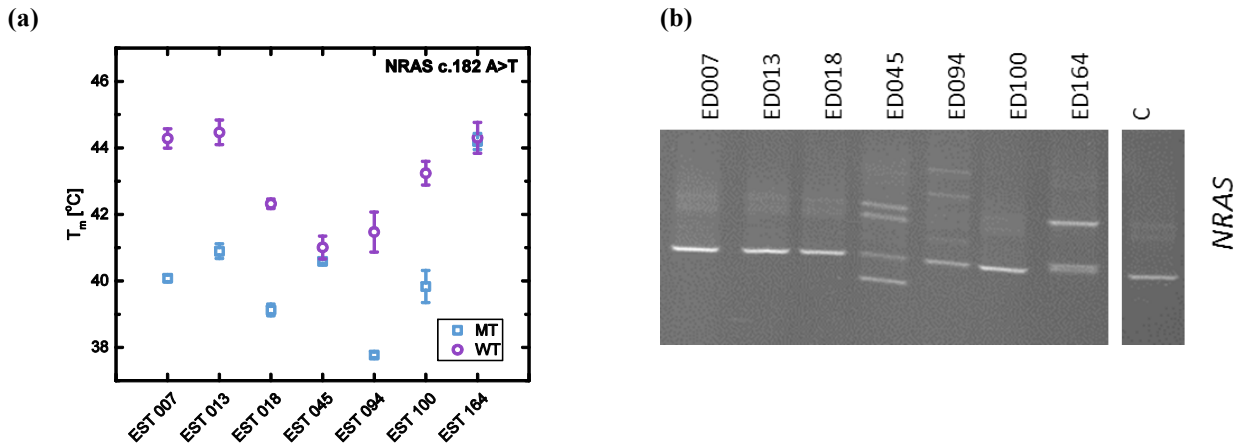 (a)
NRAS c.182 A>T
46
44
42
40
38
Tm [°C]
MT
WT
EST 007
EST 013
EST 018
EST 045
EST 094
EST 100
EST 164
(b)
ED007
ED013
ED018
ED045
ED094
ED100
ED164
C
NRAS